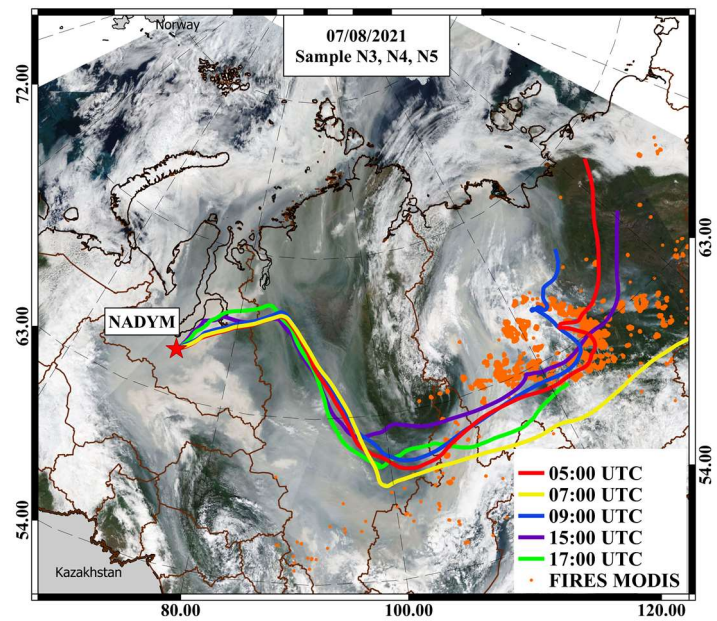 Norway
07/08/2021
Sample N3, N4, N5
72.00
63.00
NADYM
63.00
54.00
54.00
05:00 UTC
07:00 UTC
09:00 UTC
15:00 UTC
17:00 UTC
FIRES MODIS
Kazakhstan
80.00
100.00
120.00